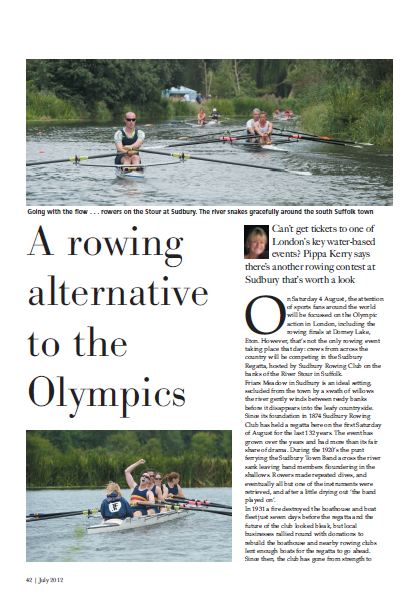 Going with the flow . . . rowers on the Stour at Sudbury. The river snakes gracefully around the south Suffolk town
A rowing
alternative
to the
Olympics
Can't get tickets to one of
London's key water-based
events? Pippa Kerry says
there's another rowing contest at
Sudbury that's worth a look
On Saturday 4 August, the attention
of sports fans around the world
will be focussed on the Olympic
action in London, including the
rowing finals at Dorney Lake,
Eton. However, that's not the only rowing event
taking place that day: crews from across the
country will be competing in the Sudbury
Regatta, hosted by Sudbury Rowing Club on the
banks of the River Stour in Suffolk.
Friars Meadow in Sudbury is an ideal setting,
secluded from the town by a swath of willows
the river gently winds between reedy banks
before it disappears into the leafy countryside.
Since its foundation in 1874 Sudbury Rowing
Club has held a regatta here on the first Saturday
of August for the last 132 years. The event has
grown over the years and had more than its fair
share of drama. During the 1920's the punt
ferrying the Sudbury Town Band across the river
sank leaving band members floundering in the
shallows. Rowers made repeated dives, and
eventually all but one of the instruments were
retrieved, and after a little drying out 'the band
played on'.
In 1931 a fire destroyed the boathouse and boat
fleet just seven days before the regatta and the
future of the club looked bleak, but local
businesses rallied round with donations to
rebuild the boathouse and nearby rowing clubs
lent enough boats for the regatta to go ahead.
Since then, the club has gone from strength to
42 | July 2012